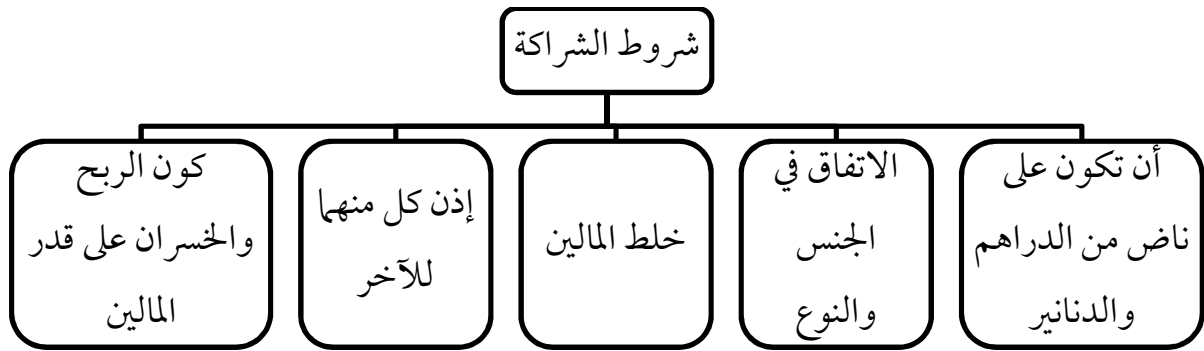 شروط الشراكة
أن تكون على
ناض من الدراهم
والدنانير
الاتفاق في
الجنس
والنوع
خلط المالين
إذن كل منهما
للآخر
كون الربح
والخسران على قدر
المالين